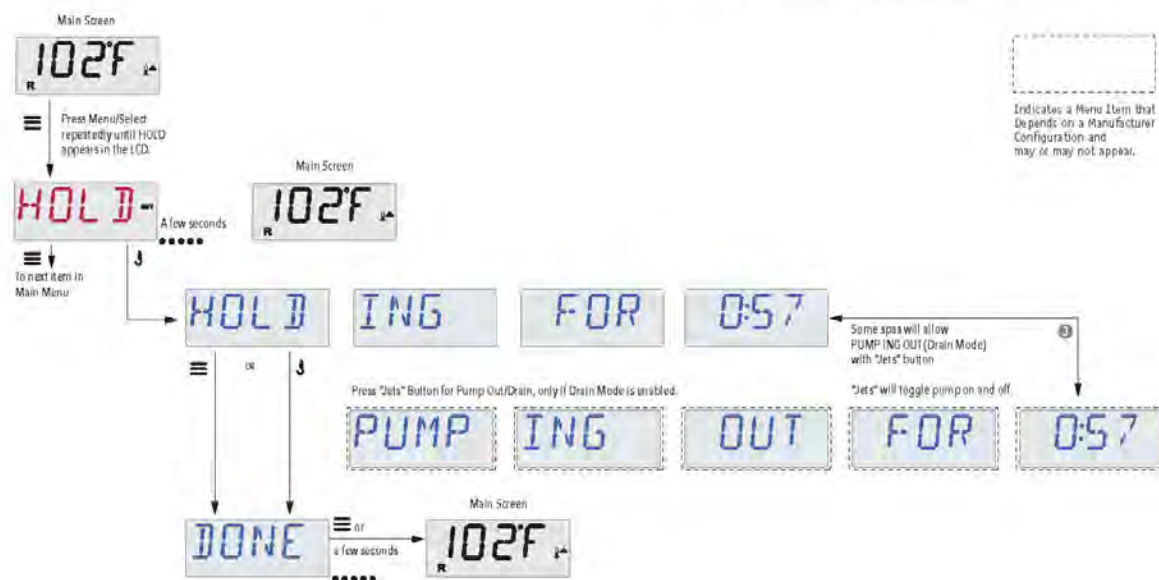 Main Screen
102°F
R
Press Menu/Select
repeatedly until HOLD
appears in the LCD.
Indicates a Menu Item that
Depends on a Manufacturer
Configuration and
may or may not appear.
Main Screen
HOLD
A few seconds
102°F
R
To next item in
Main Menu
HOLD ING FOR 0:57
Some spas will allow
PUMP ING OUT (Drain Mode)
with "Jets" button
OR
Press "Jets" Button for Pump Out/Drain, only if Drain Mode is enabled.
"Jets" will toggle pump on and off.
PUMP ING OUT FOR 0:57
Main Screen
DONE
or
a few seconds
102°F
R